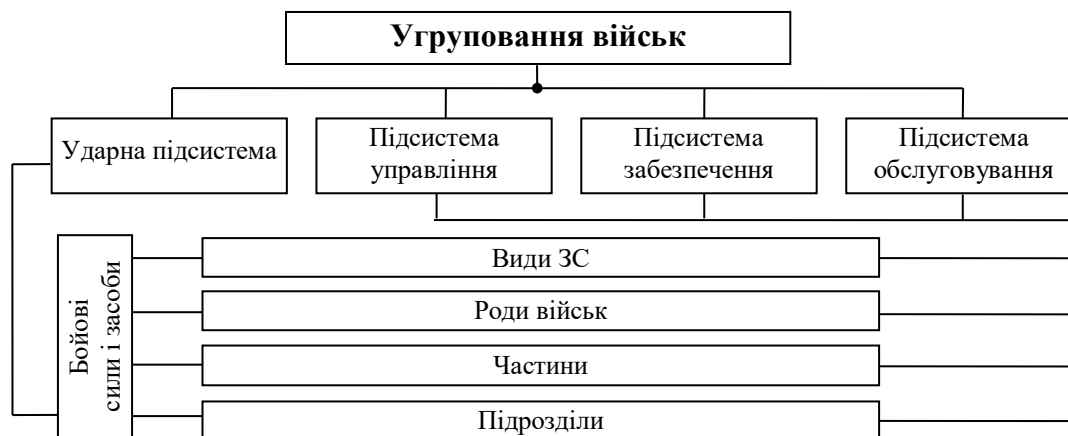 Угруповання військ
Ударна підсистема
Підсистема
управління
Підсистема
забезпечення
Підсистема
обслуговування
Бойові
сили і засоби
Види ЗС
Роди військ
Частини
Підрозділи